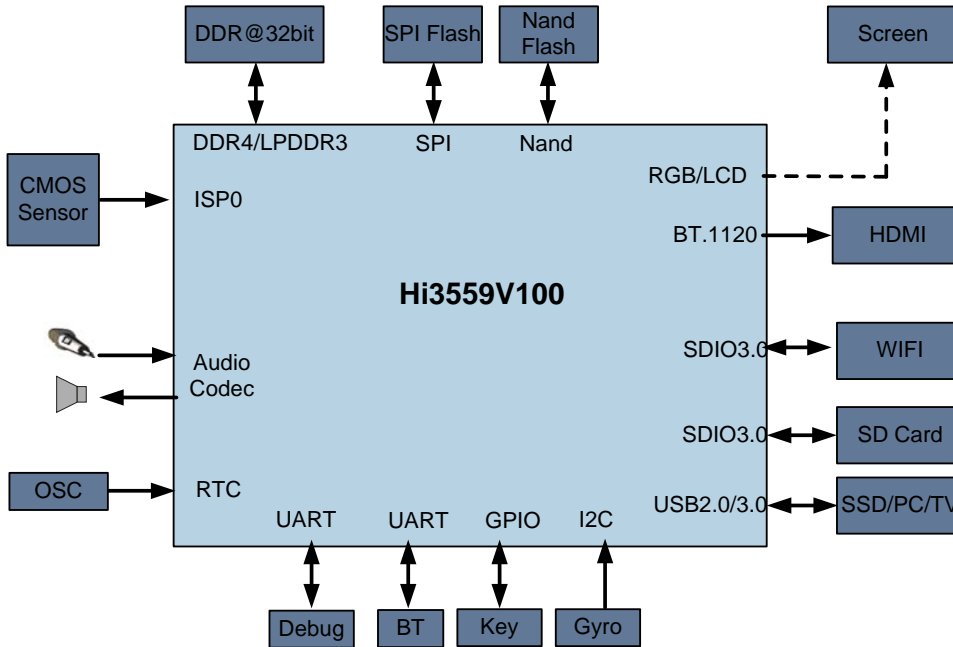 DDR@32bit
SPI Flash
Nand
Flash
Screen
DDR4/LPDDR3
SPI
Nand
RGB/LCD
CMOS
Sensor
ISP0
BT.1120
HDMI
Hi3559V100
SDIO3.0
WIFI
Audio
Codec
SDIO3.0
SD Card
OSC
RTC
USB2.0/3.0
SSD/PC/TV
UART
UART
GPIO
I2C
Debug
BT
Key
Gyro